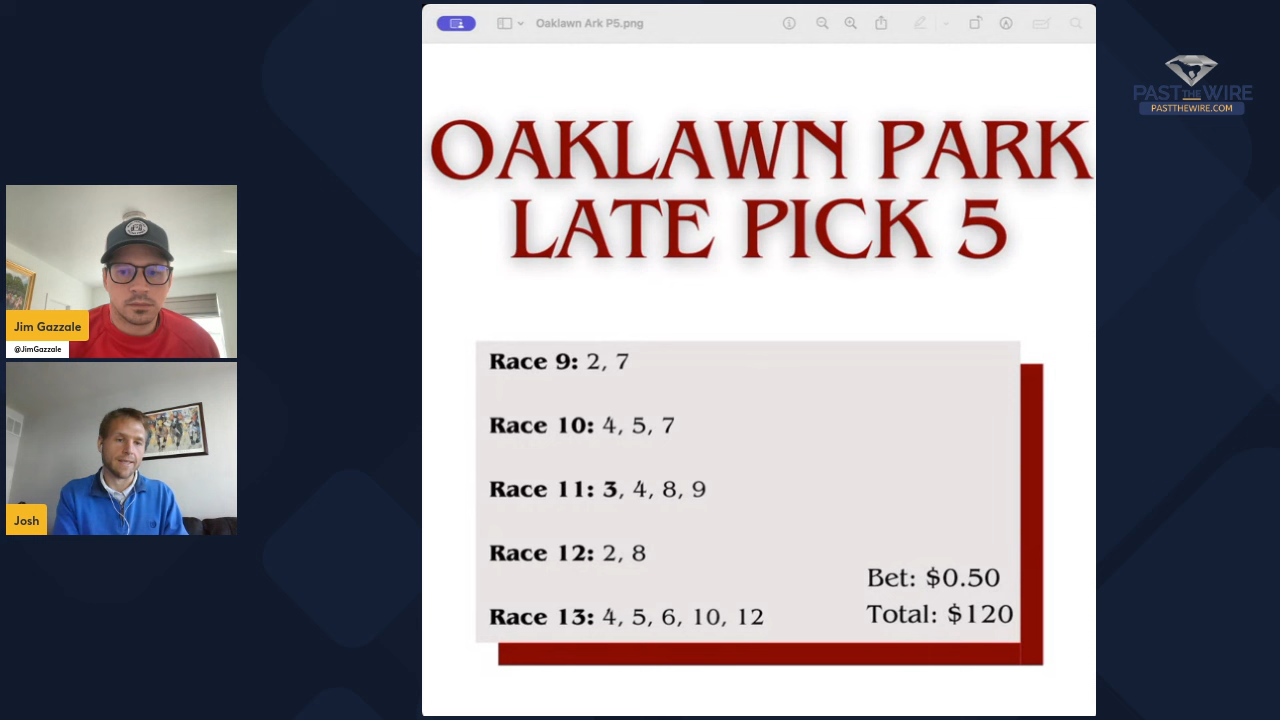 Oaklawn Ark P5.png
PAST THE WIRE
PASTTHEWIRE.COM
OAKLAWN PARK
LATE PICK 5
Jim Gazzale
@JimGazzale
Josh
Race 9: 2, 7
Race 10: 4, 5, 7
Race 11: 3, 4, 8, 9
Race 12: 2, 8
Race 13: 4, 5, 6, 10, 12
Bet: $0.50
Total: $120